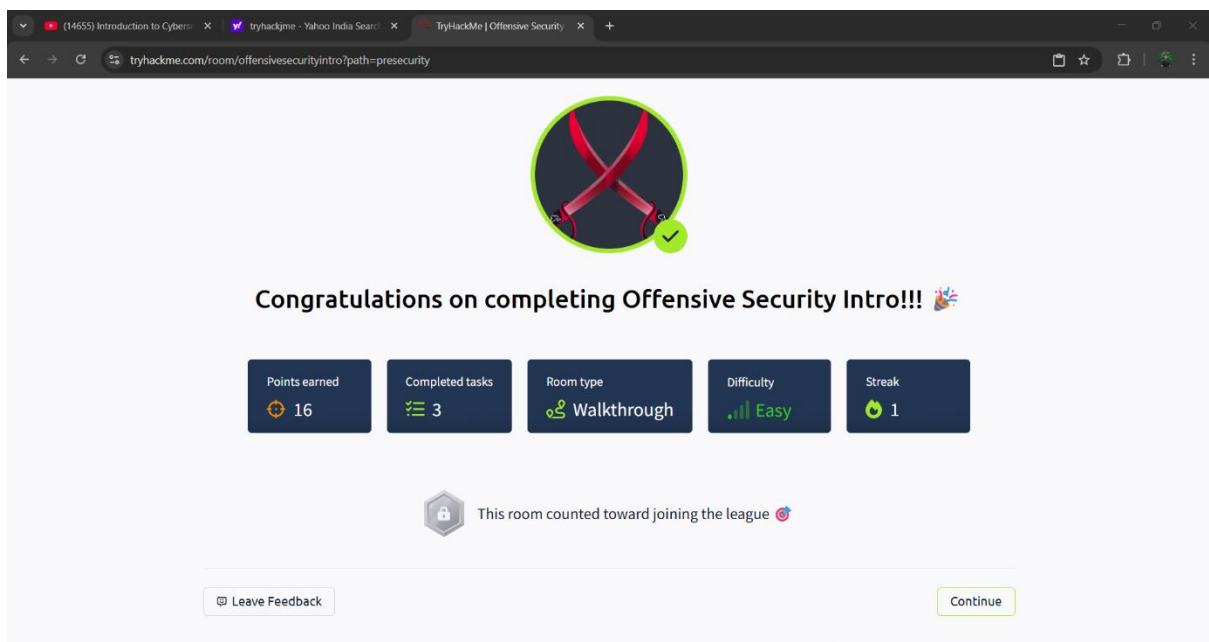 (14655) Introduction to Cyberse
tryhackjme - Yahoo India Searc
TryHackMe | Offensive Security
tryhackme.com/room/offensivesecurityintro?path=presecurity
Congratulations on completing Offensive Security Intro!!! 🎉
Points earned Completed tasks Room type Difficulty Streak
16 3 Walkthrough Easy 1
This room counted toward joining the league 🎯
Leave Feedback Continue